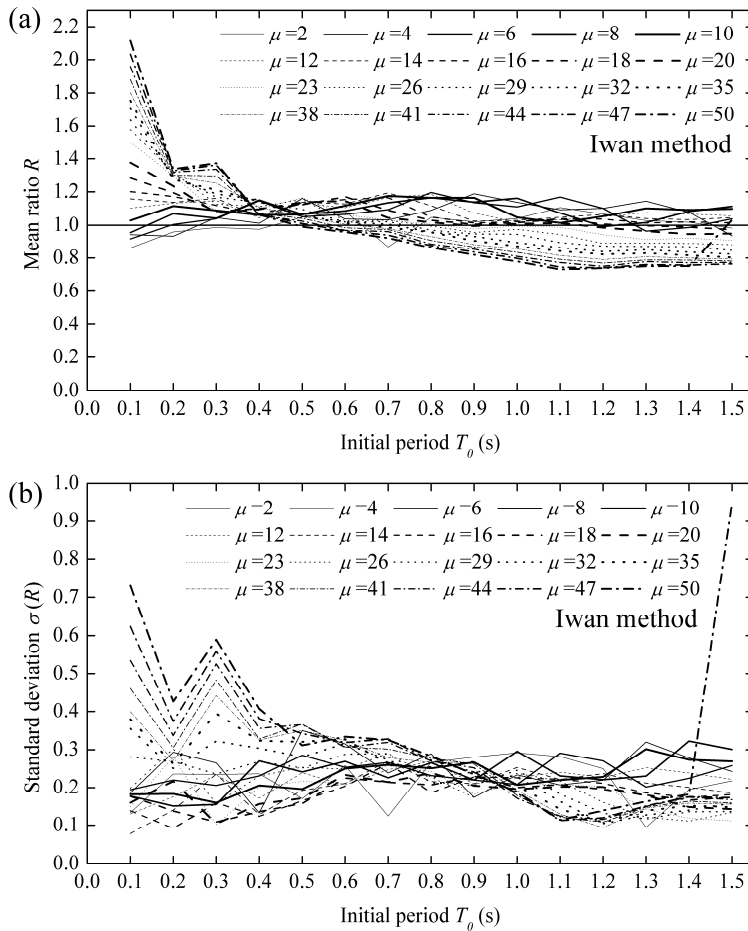 (a)
2.2
2.0
1.8
1.6
1.4
1.2
1.0
0.8
0.6
0.4
0.2
0.0
Mean ratio R
μ=2 μ=4 μ=6 μ=8 μ=10
μ=12 μ=14 μ=16 μ=18 μ=20
μ=23 μ=26 μ=29 μ=32 μ=35
μ=38 μ=41 μ=44 μ=47 μ=50
Iwan method
0.0 0.1 0.2 0.3 0.4 0.5 0.6 0.7 0.8 0.9 1.0 1.1 1.2 1.3 1.4 1.5
Initial period T0 (s)
(b)
1.0
0.9
0.8
0.7
0.6
0.5
0.4
0.3
0.2
0.1
0.0
Standard deviation σ(R)
μ=2 μ=4 μ=6 μ=8 μ=10
μ=12 μ=14 μ=16 μ=18 μ=20
μ=23 μ=26 μ=29 μ=32 μ=35
μ=38 μ=41 μ=44 μ=47 μ=50
Iwan method
0.0 0.1 0.2 0.3 0.4 0.5 0.6 0.7 0.8 0.9 1.0 1.1 1.2 1.3 1.4 1.5
Initial period T0 (s)